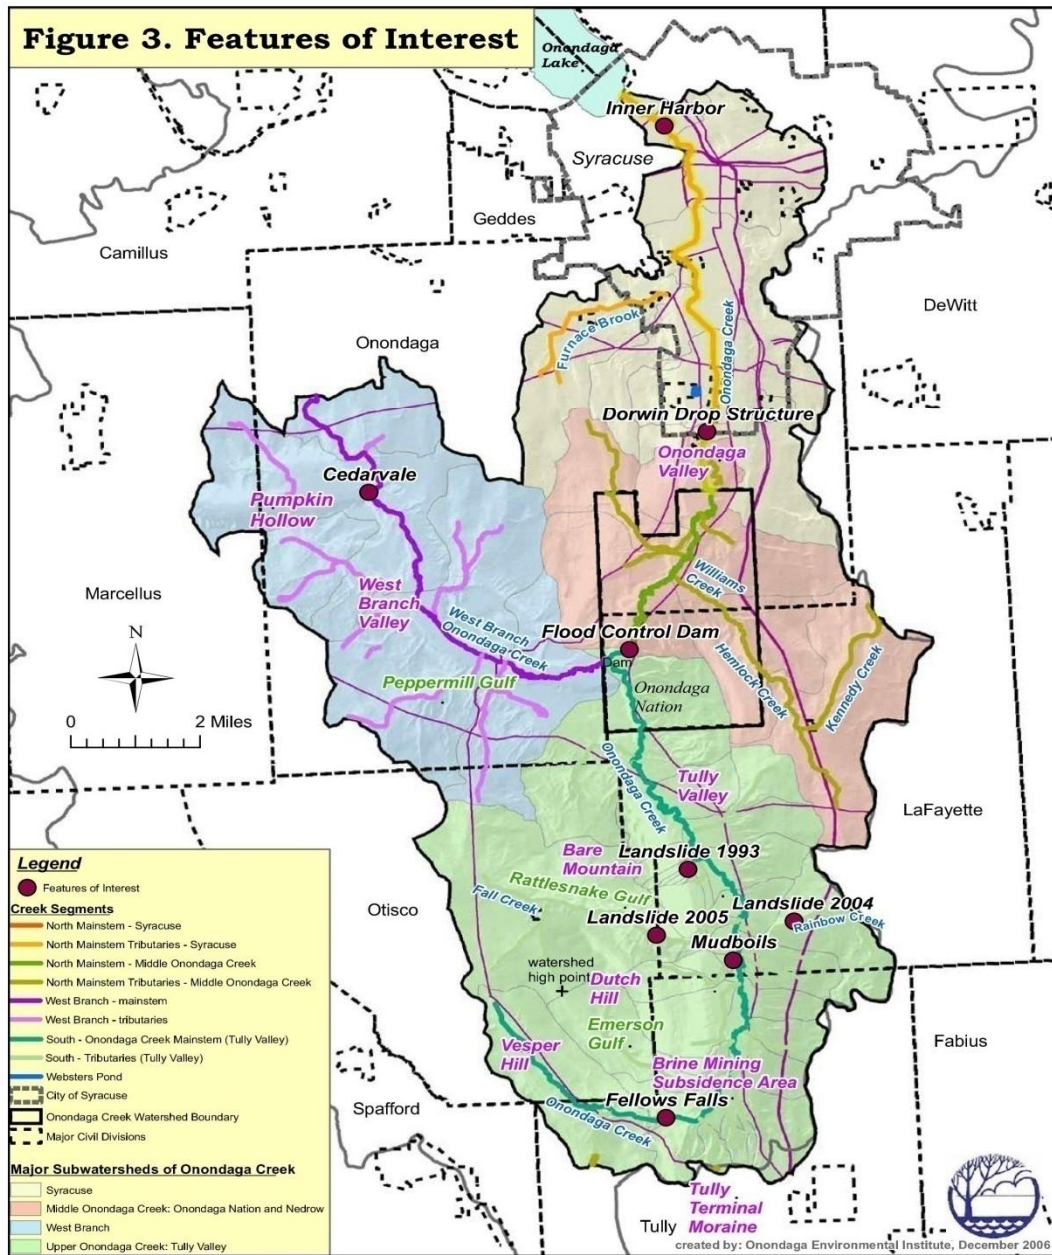 Figure 3. Features of Interest
Onondaga
Lake
Inner Harbor
Syracuse
Geddes
Camillus
DeWitt
Onondaga
Furnace Brook
Onondaga Creek
Dorwin Drop Structure
Onondaga
Valley
Cedarvale
Pumpkin
Hollow
Marcellus
West
Branch
Valley
West Branch
Onondaga Creek
Williams
Creek
Flood Control Dam
Dam
Hemlock Creek
Kennedy Creek
Peppermill Gulf
Onondaga
Nation
N
0 2 Miles
Onondaga Creek
Tully
Valley
LaFayette
Bare
Mountain
Landslide 1993
Rattlesnake Gulf
Fall Creek
Otisco
Landslide 2005
Landslide 2004
Rainbow Creek
Mudboils
watershed
high point
Dutch
Hill
Emerson
Gulf
Fabius
Vesper
Hill
Brine Mining
Subsidence Area
Fellows Falls
Spafford
Onondaga Creek
Tully
Terminal
Moraine
Tully
Legend
Features of Interest
Creek Segments
North Mainstem - Syracuse
North Mainstem Tributaries - Syracuse
North Mainstem - Middle Onondaga Creek
North Mainstem Tributaries - Middle Onondaga Creek
West Branch - mainstem
West Branch - tributaries
South - Onondaga Creek Mainstem (Tully Valley)
South - Tributaries (Tully Valley)
Websters Pond
City of Syracuse
Onondaga Creek Watershed Boundary
Major Civil Divisions
Major Subwatersheds of Onondaga Creek
Syracuse
Middle Onondaga Creek: Onondaga Nation and Nedrow
West Branch
Upper Onondaga Creek: Tully Valley
created by: Onondaga Environmental Institute, December 2006